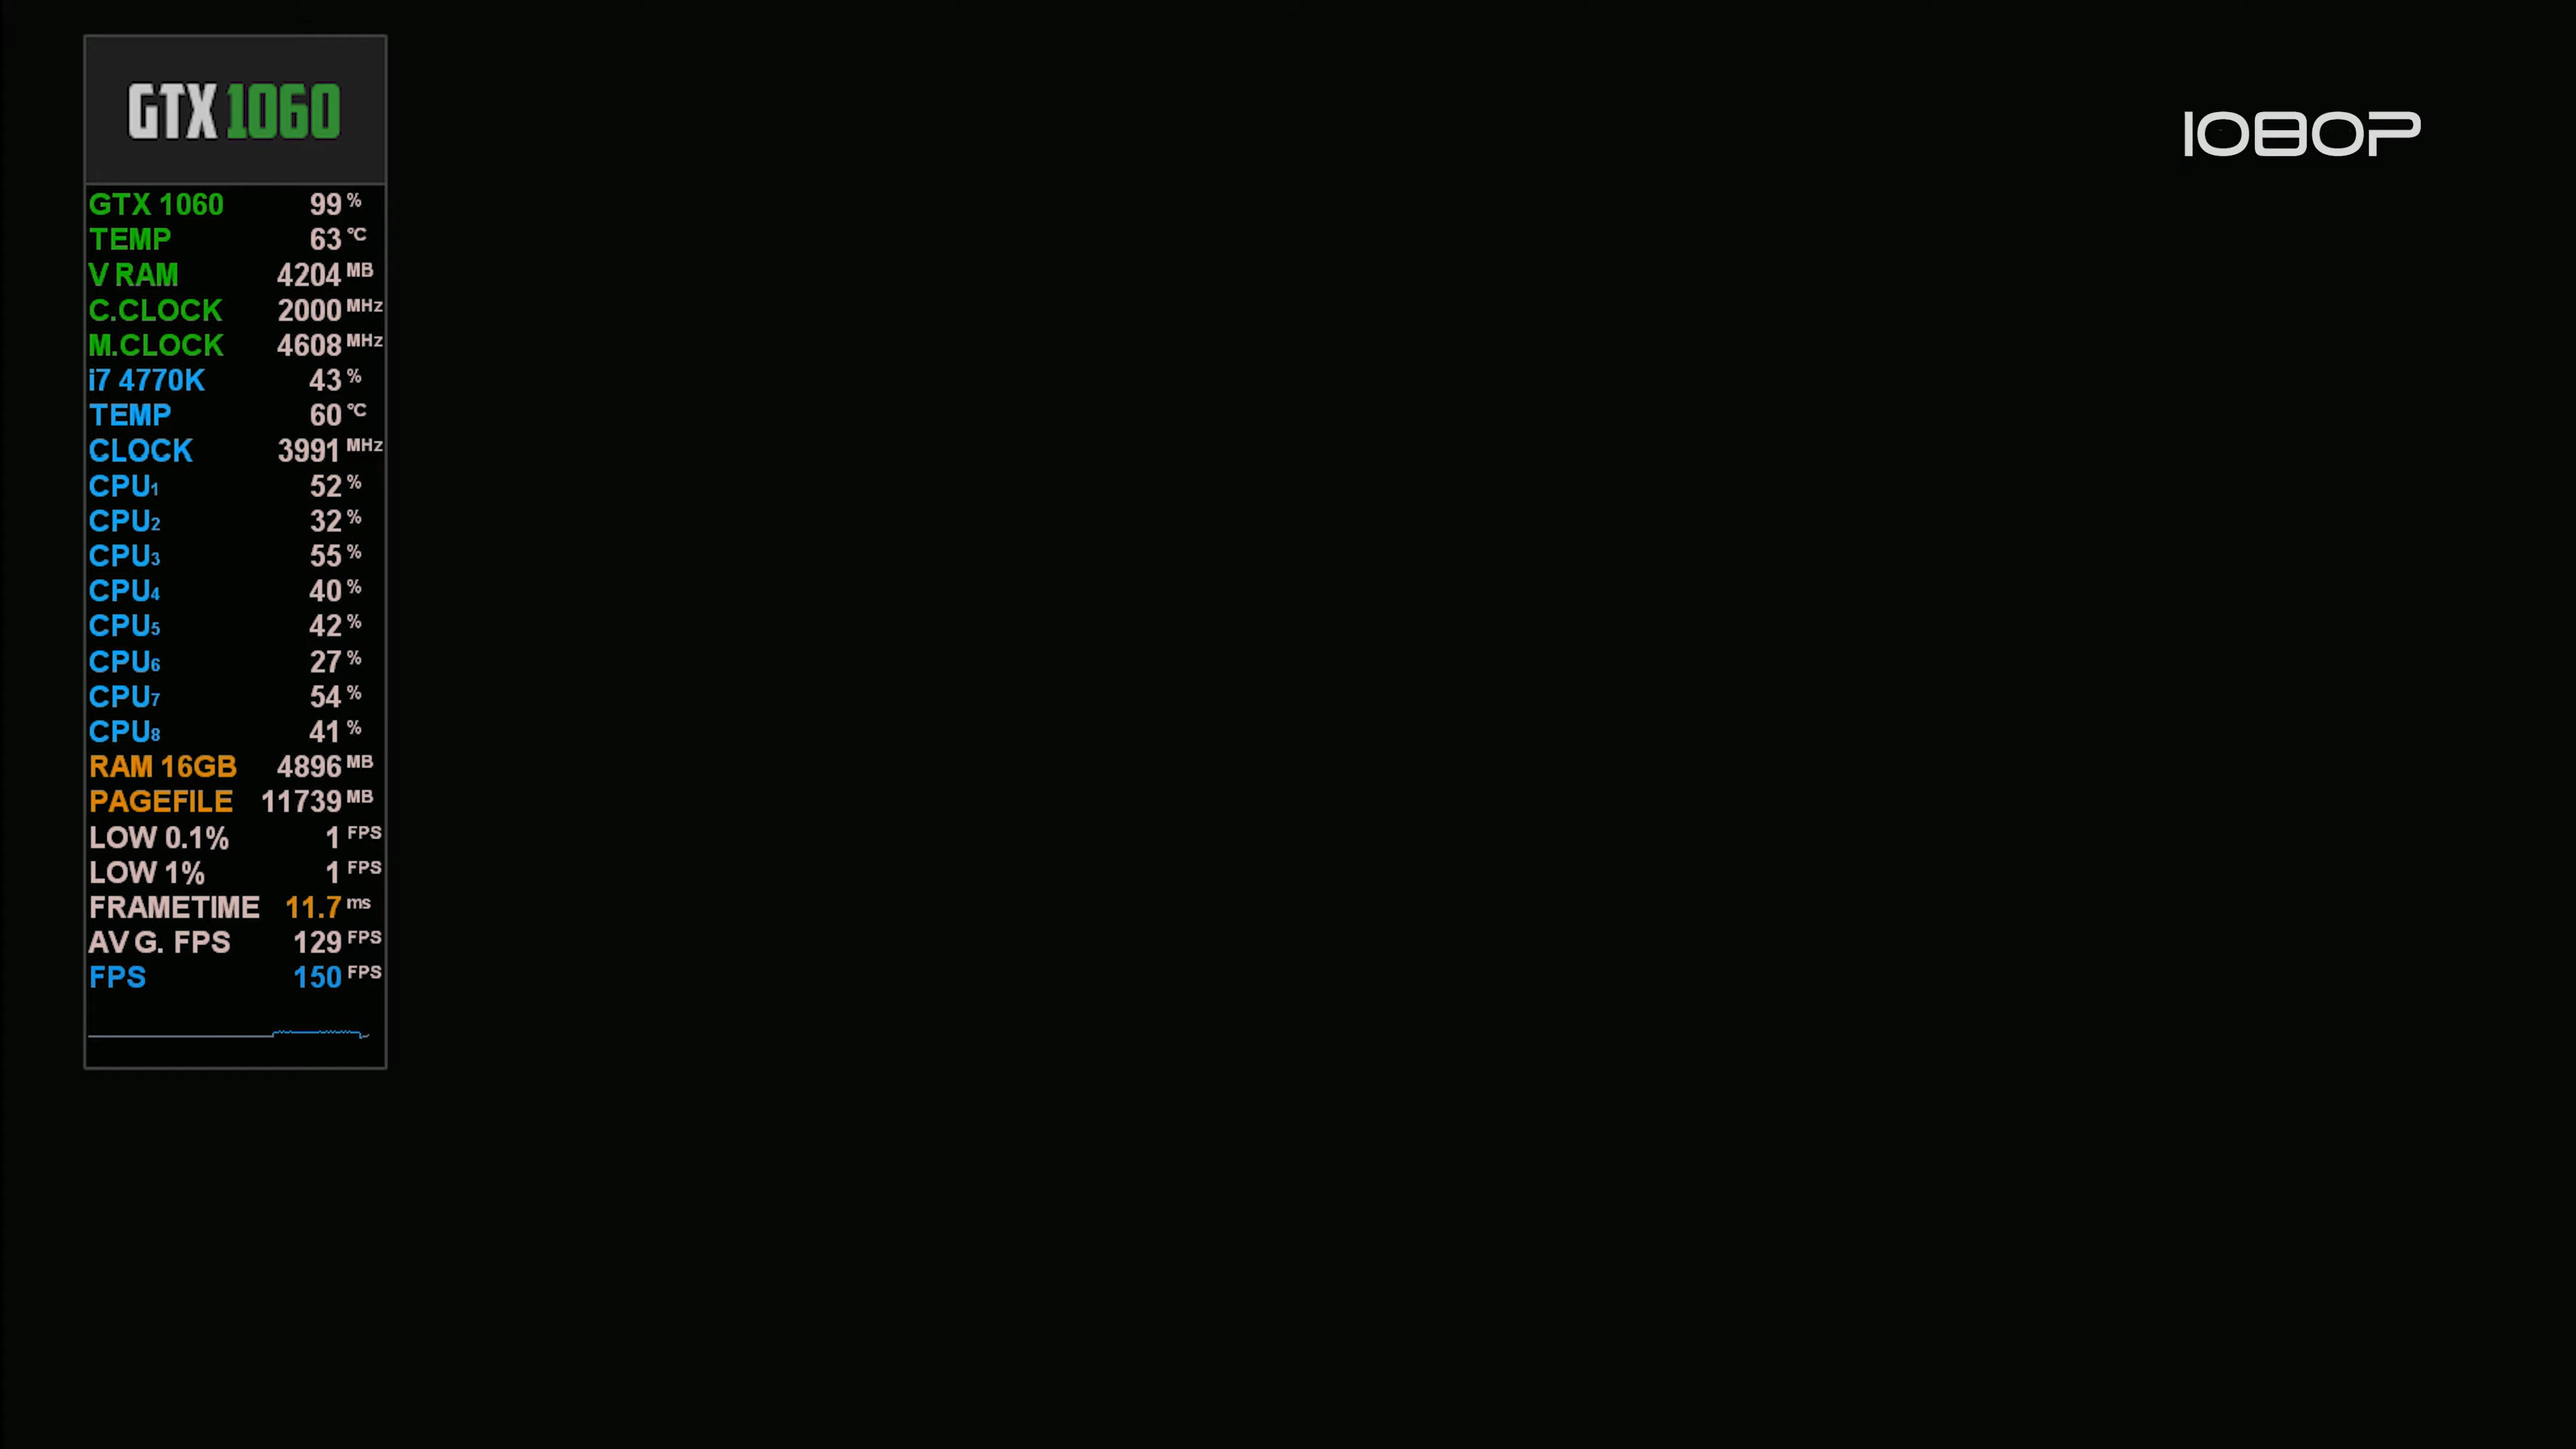 GTX 1060
1080P
GTX 1060 99 %
TEMP 63 °C
V RAM 4204 MB
C.CLOCK 2000 MHz
M.CLOCK 4608 MHz
i7 4770K 43 %
TEMP 60 °C
CLOCK 3991 MHz
CPU1 52 %
CPU2 32 %
CPU3 55 %
CPU4 40 %
CPU5 42 %
CPU6 27 %
CPU7 54 %
CPU8 41 %
RAM 16GB 4896 MB
PAGEFILE 11739 MB
LOW 0.1% 1 FPS
LOW 1% 1 FPS
FRAMETIME 11.7 ms
AV G. FPS 129 FPS
FPS 150 FPS